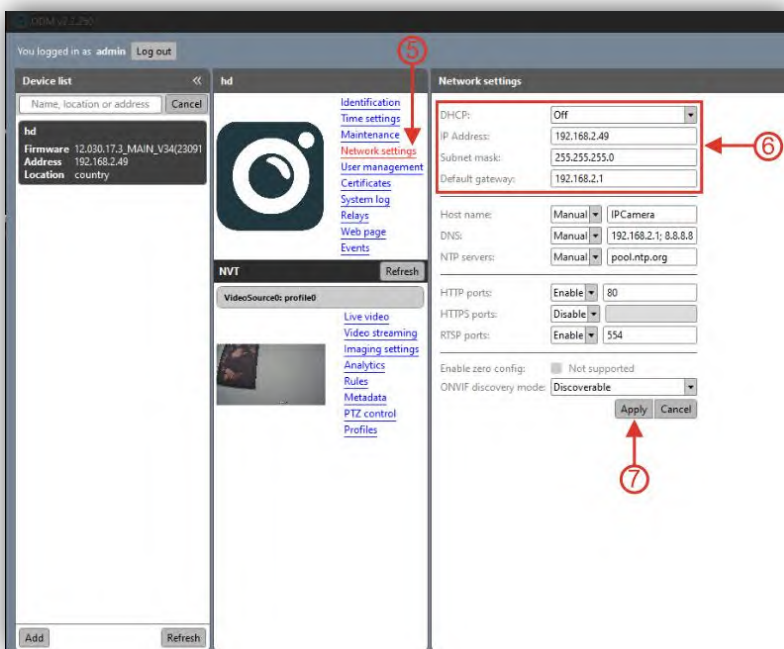 ODM v2.2.250
You logged in as admin Log out
5
Device list «
Name, location or address Cancel
hd
Firmware 12.030.17.3_MAIN_V34(23091
Address 192.168.2.49
Location country
Add Refresh
hd
Identification
Time settings
Maintenance
Network settings
User management
Certificates
System log
Relays
Web page
Events
NVT Refresh
VideoSource0: profile0
Live video
Video streaming
Imaging settings
Analytics
Rules
Metadata
PTZ control
Profiles
Network settings
DHCP: Off
IP Address: 192.168.2.49
Subnet mask: 255.255.255.0
Default gateway: 192.168.2.1
6
Host name: Manual IPCamera
DNS: Manual 192.168.2.1; 8.8.8.8
NTP servers: Manual pool.ntp.org
HTTP ports: Enable 80
HTTPS ports: Disable
RTSP ports: Enable 554
Enable zero config: Not supported
ONVIF discovery mode: Discoverable
Apply Cancel
7